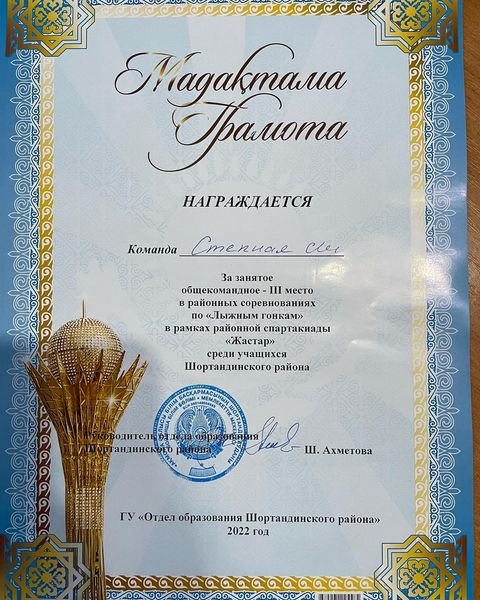 Мадақтама
Грамота
НАГРАЖДАЕТСЯ
Команда Степная СШ
За занятое
общекомандное - III место
в районных соревнованиях
по «Лыжным гонкам»
в рамках районной спартакиады
«Жастар»
среди учащихся
Шортандинского района
Руководитель отдела образования
Шортандинского района Ш. Ахметова
ГУ «Отдел образования Шортандинского района»
2022 год